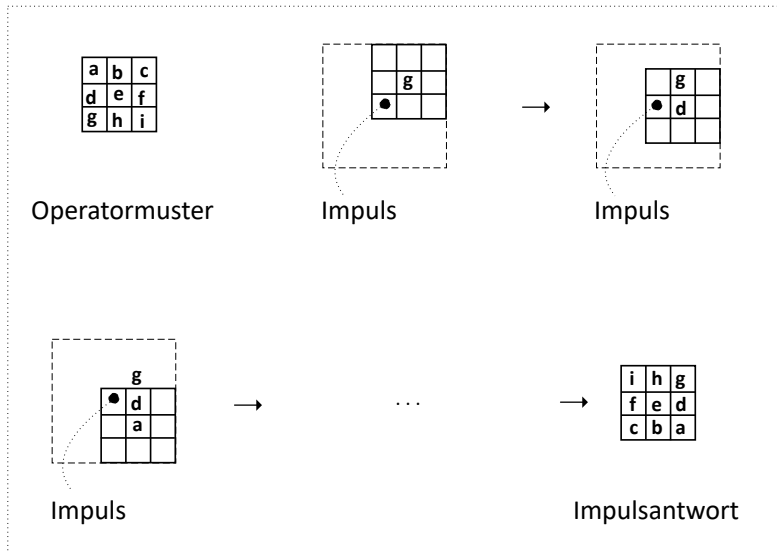 a b c
d e f
g h i
g
g
d
Operatormuster
Impuls
Impuls
g
d
a
...
i h g
f e d
c b a
Impuls
Impulsantwort